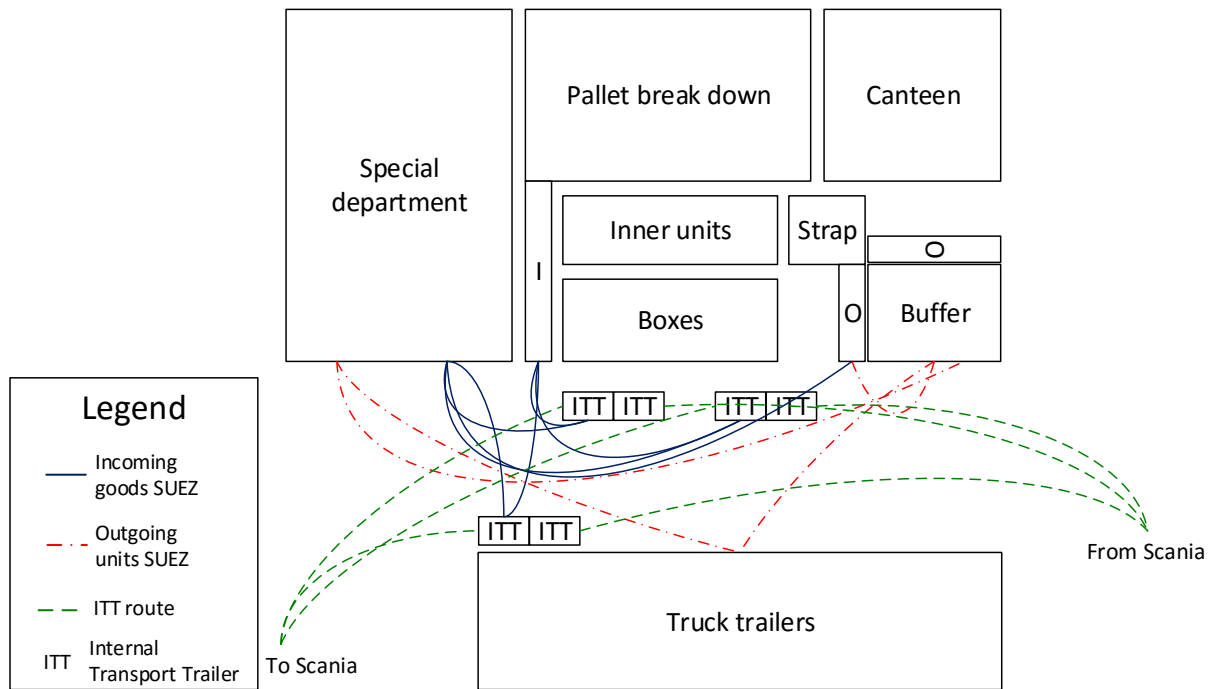 Pallet break down
Canteen
Special
department
Inner units
Strap
O
I
Boxes
O
Buffer
ITT
ITT
ITT
ITT
Legend
Incoming
goods SUEZ
Outgoing
units SUEZ
ITT route
ITT
Internal
Transport Trailer
ITT
ITT
From Scania
Truck trailers
To Scania